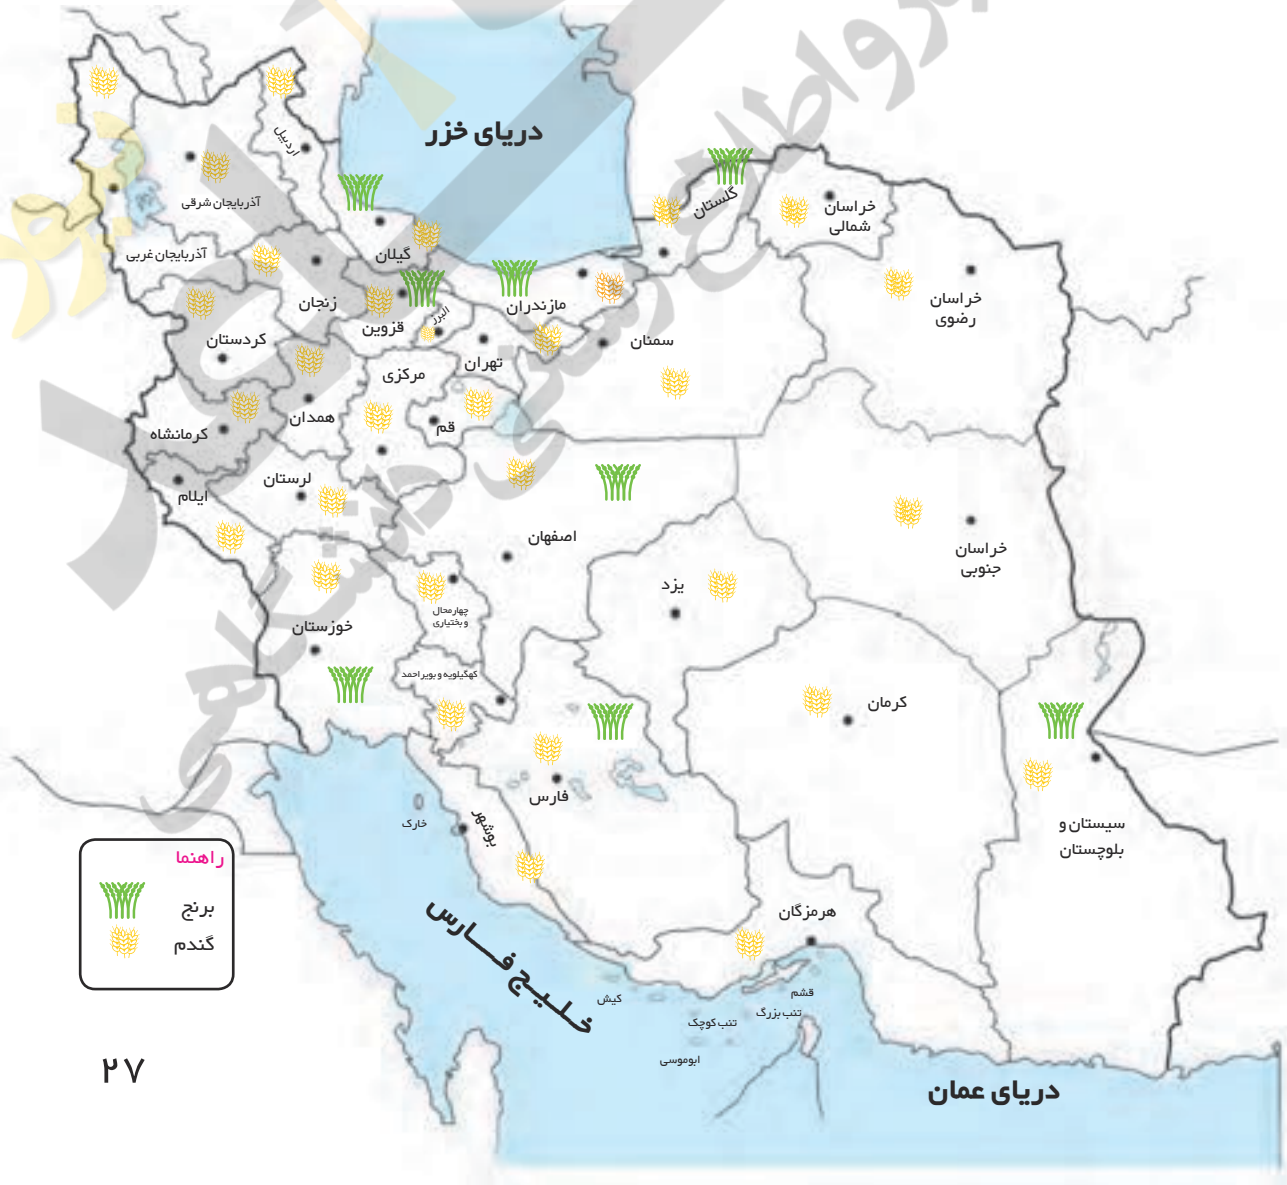 دریای خزر
اردبیل
آذربایجان شرقی
آذربایجان غربی
گیلان
گلستان
خراسان
شمالی
خراسان
رضوی
زنجان
قزوین
البرز
مازندران
تهران
سمنان
کردستان
همدان
مرکزی
قم
کرمانشاه
ایلام
لرستان
اصفهان
یزد
خراسان
جنوبی
چهارمحال
و بختیاری
خوزستان
کهگیلویه و بویراحمد
کرمان
فارس
سیستان و
بلوچستان
خارک
بوشهر
هرمزگان
خلیج فارس
کیش
قشم
تنب بزرگ
تنب کوچک
ابوموسی
دریای عمان
راهنما
برنج
گندم
۲۷